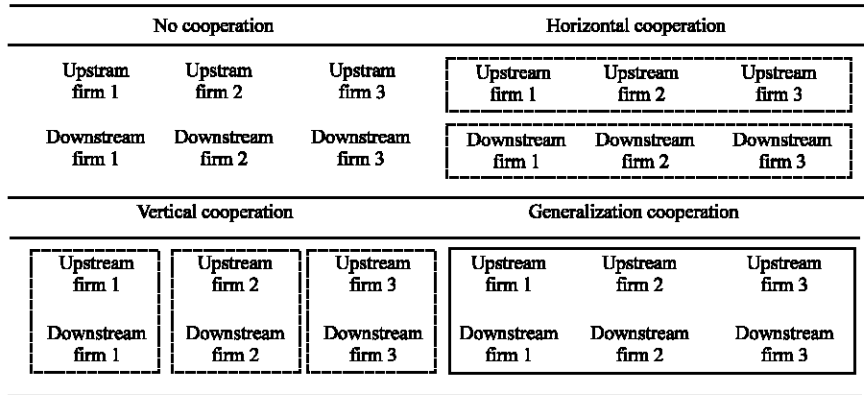 No cooperation
Horizontal cooperation
Upstram Upstram Upstram
firm 1 firm 2 firm 3
Downstream Downstream Downstream
firm 1 firm 2 firm 3
Upstream Upstream Upstream
firm 1 firm 2 firm 3
Downstream Downstream Downstream
firm 1 firm 2 firm 3
Vertical cooperation
Generalization cooperation
Upstream Upstream Upstream
firm 1 firm 2 firm 3
Downstream Downstream Downstream
firm 1 firm 2 firm 3
Upstream Upstream Upstream
firm 1 firm 2 firm 3
Downstream Downstream Downstream
firm 1 firm 2 firm 3